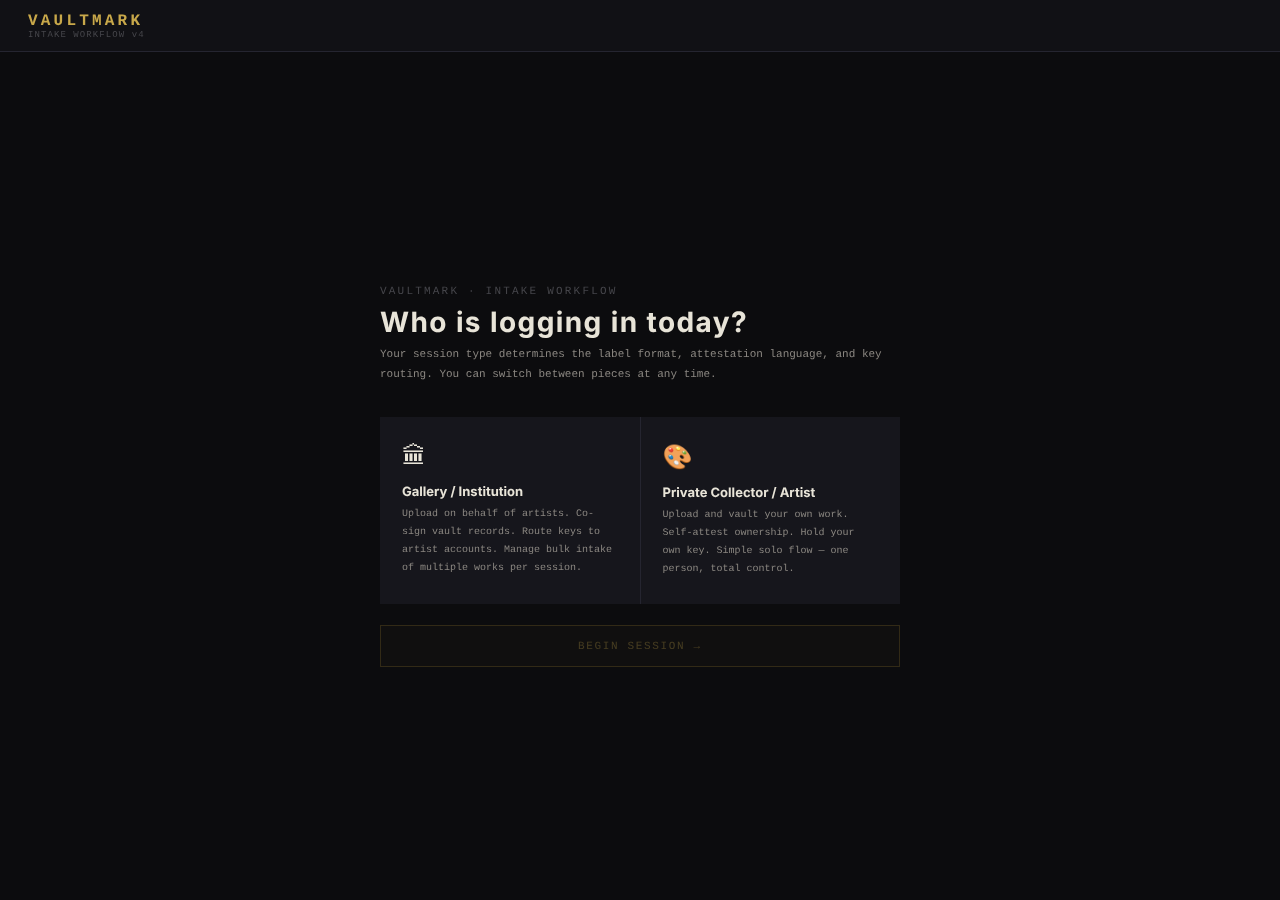 VAULTMARK
INTAKE WORKFLOW v4
VAULTMARK · INTAKE WORKFLOW
Who is logging in today?
Your session type determines the label format, attestation language, and key
routing. You can switch between pieces at any time.
Gallery / Institution
Upload on behalf of artists. Co-
sign vault records. Route keys to
artist accounts. Manage bulk intake
of multiple works per session.
Private Collector / Artist
Upload and vault your own work.
Self-attest ownership. Hold your
own key. Simple solo flow — one
person, total control.
BEGIN SESSION →